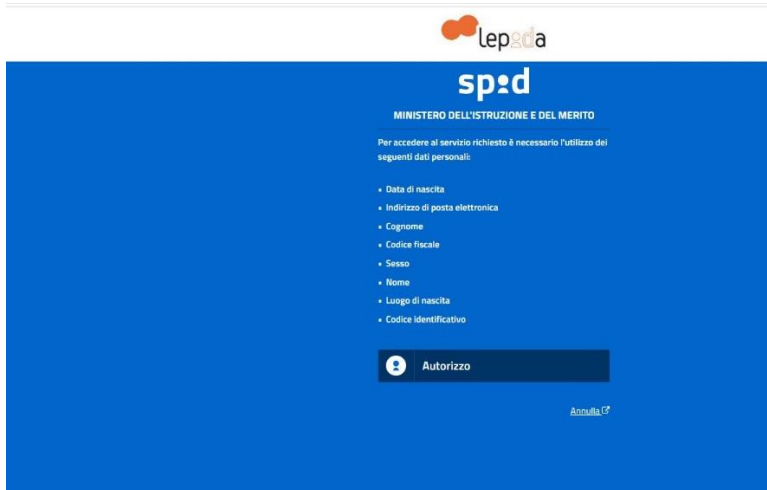 lepida
spid
MINISTERO DELL'ISTRUZIONE E DEL MERITO
Per accedere al servizio richiesto è necessario l'utilizzo dei
seguenti dati personali:
• Data di nascita
• Indirizzo di posta elettronica
• Cognome
• Codice fiscale
• Sesso
• Nome
• Luogo di nascita
• Codice identificativo
Autorizzo
Annulla